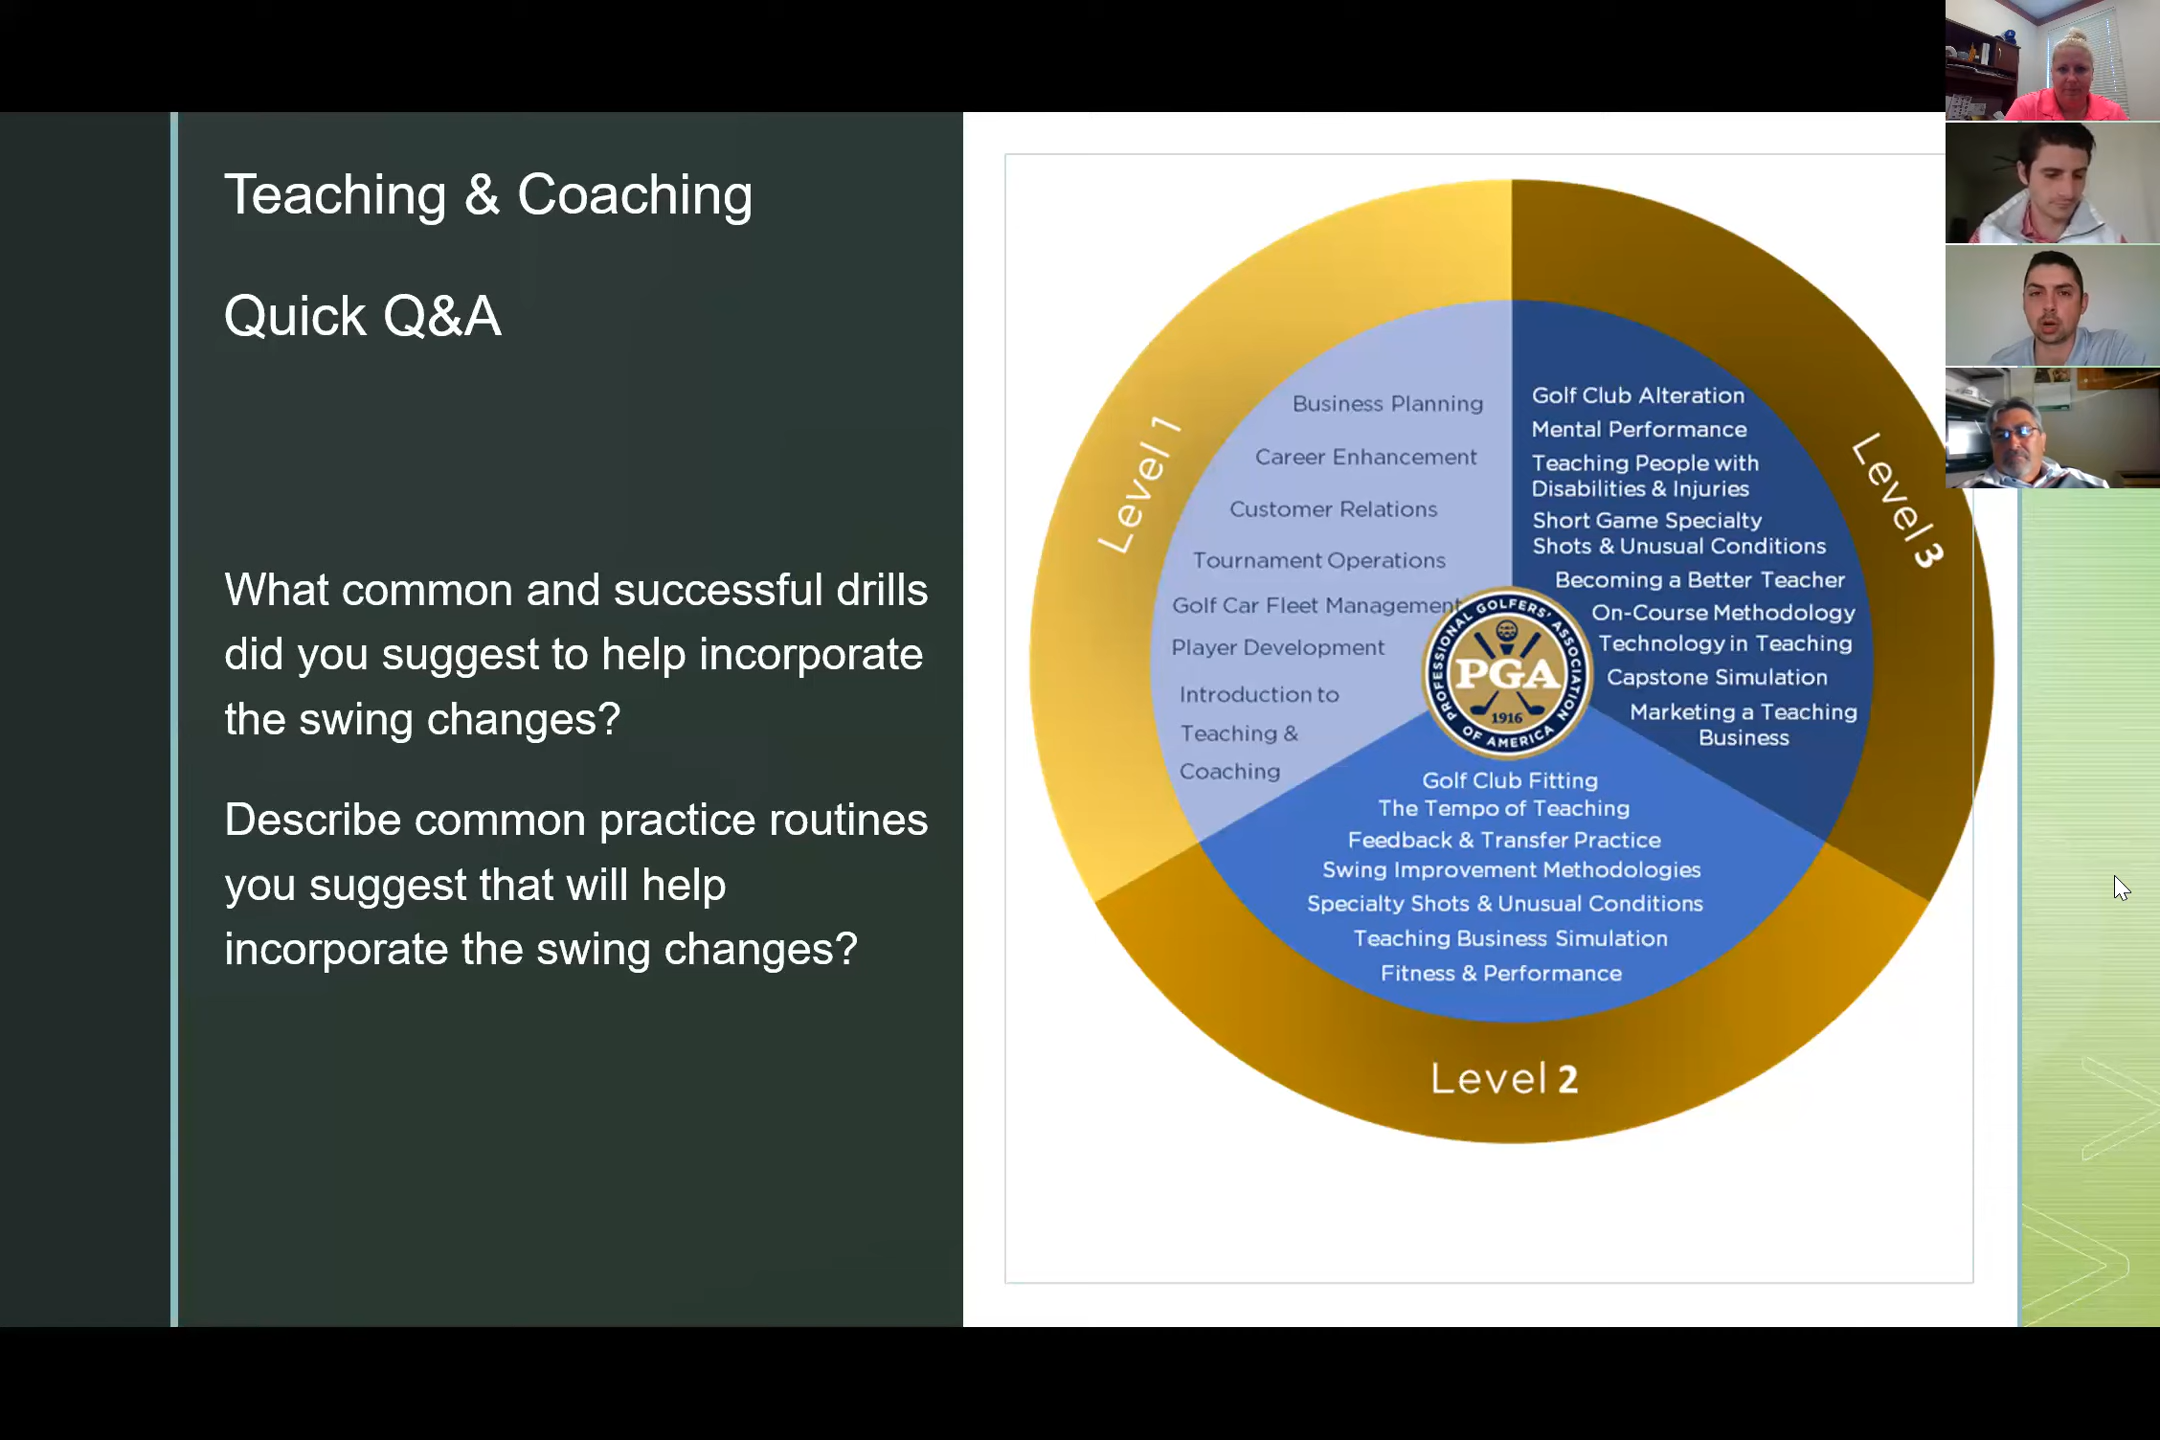 Teaching & Coaching
Quick Q&A
What common and successful drills
did you suggest to help incorporate
the swing changes?
Describe common practice routines
you suggest that will help
incorporate the swing changes?
Level 1
Business Planning
Career Enhancement
Customer Relations
Tournament Operations
Golf Car Fleet Management
Player Development
Introduction to
Teaching &
Coaching
Level 3
Golf Club Alteration
Mental Performance
Teaching People with
Disabilities & Injuries
Short Game Specialty
Shots & Unusual Conditions
Becoming a Better Teacher
On-Course Methodology
Technology in Teaching
Capstone Simulation
Marketing a Teaching
Business
PROFESSIONAL GOLFERS' ASSOCIATION
PGA
1916
OF AMERICA
Golf Club Fitting
The Tempo of Teaching
Feedback & Transfer Practice
Swing Improvement Methodologies
Specialty Shots & Unusual Conditions
Teaching Business Simulation
Fitness & Performance
Level 2